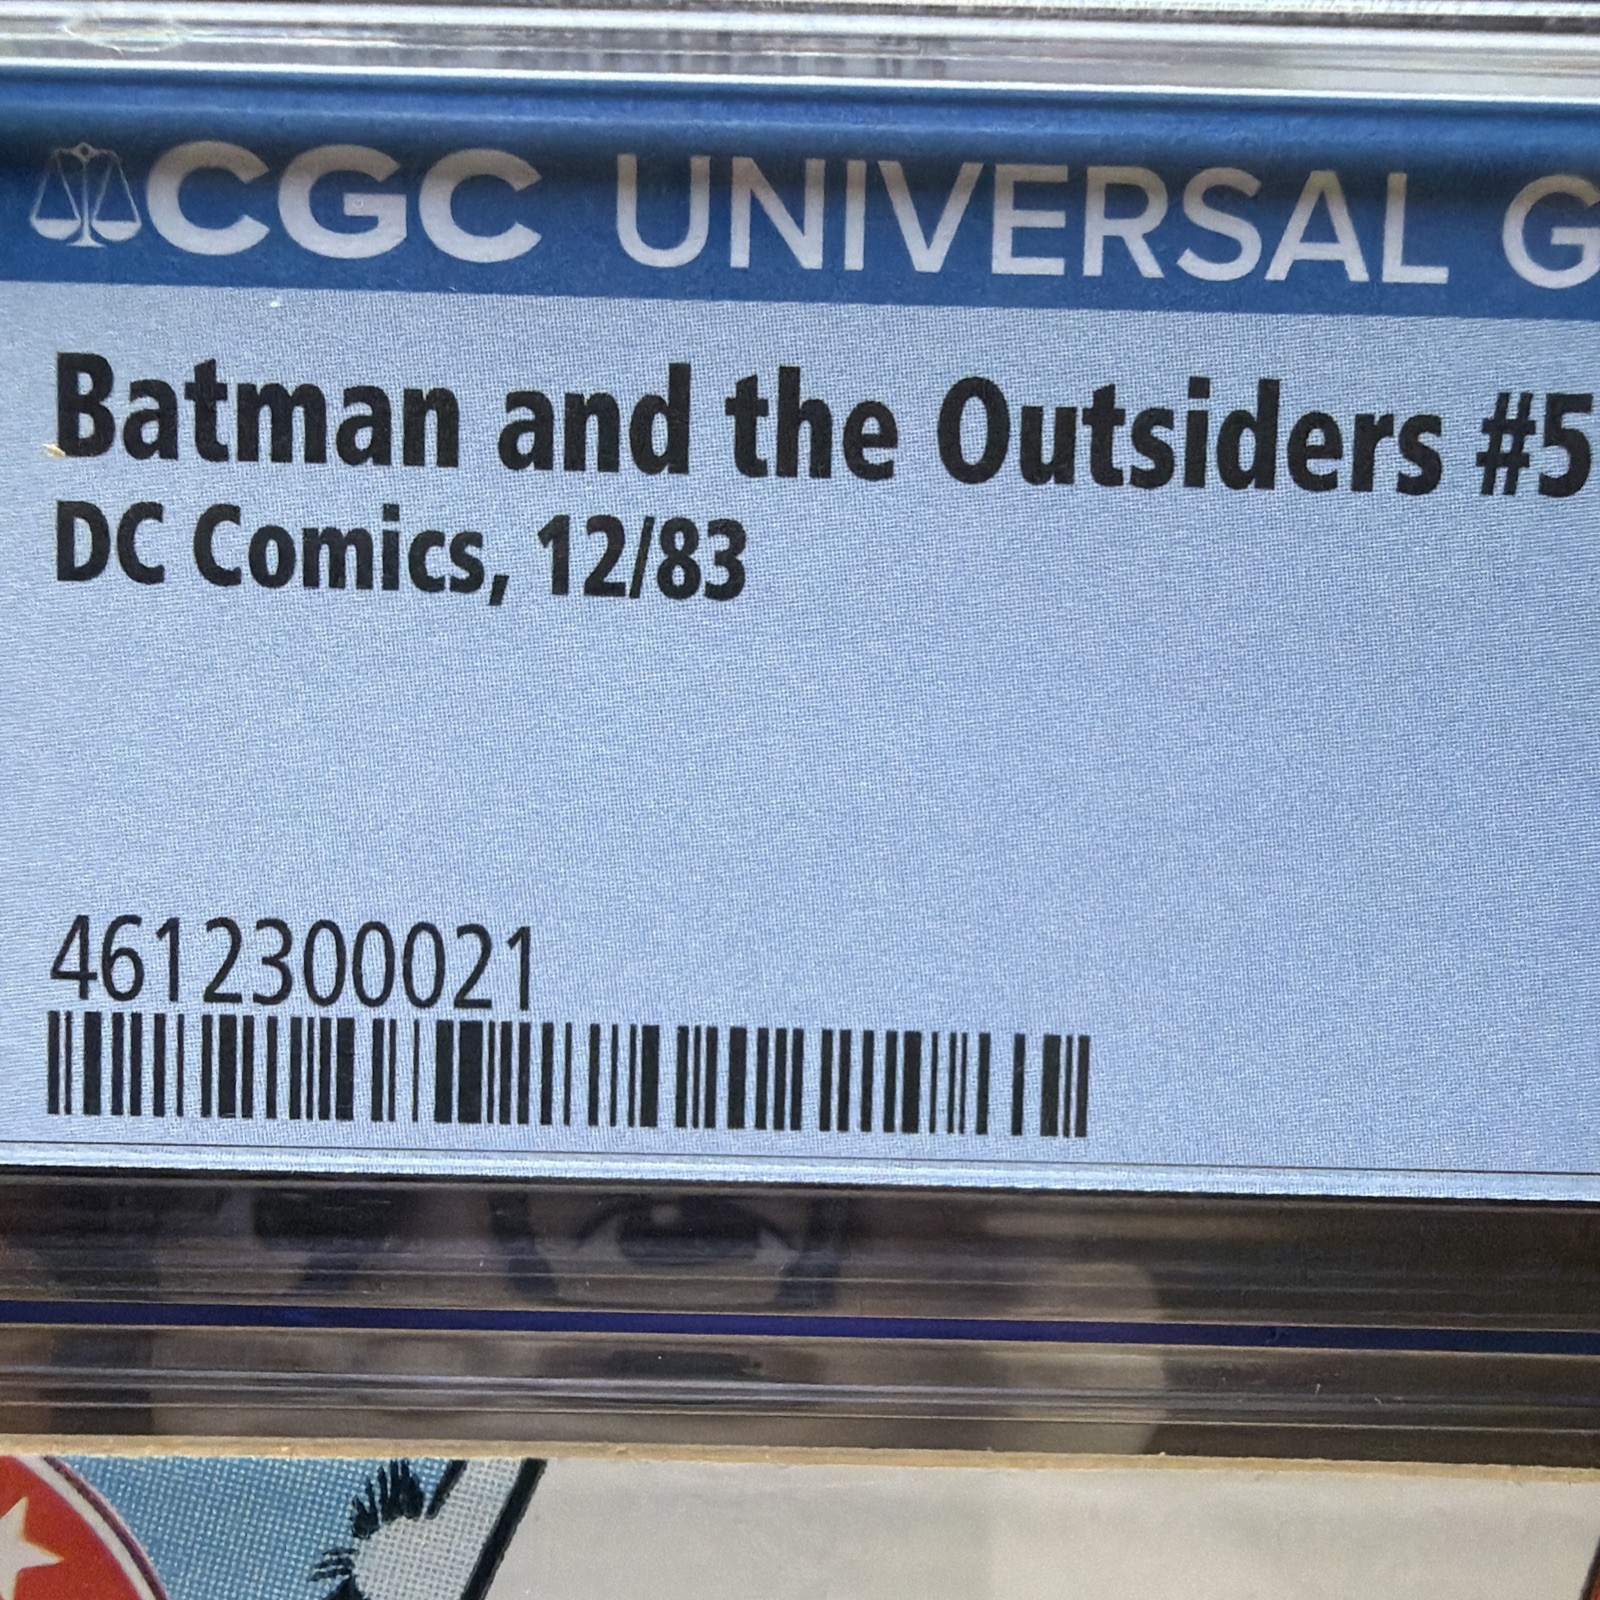 CGC UNIVERSAL G
Batman and the Outsiders #5
DC Comics, 12/83
4612300021